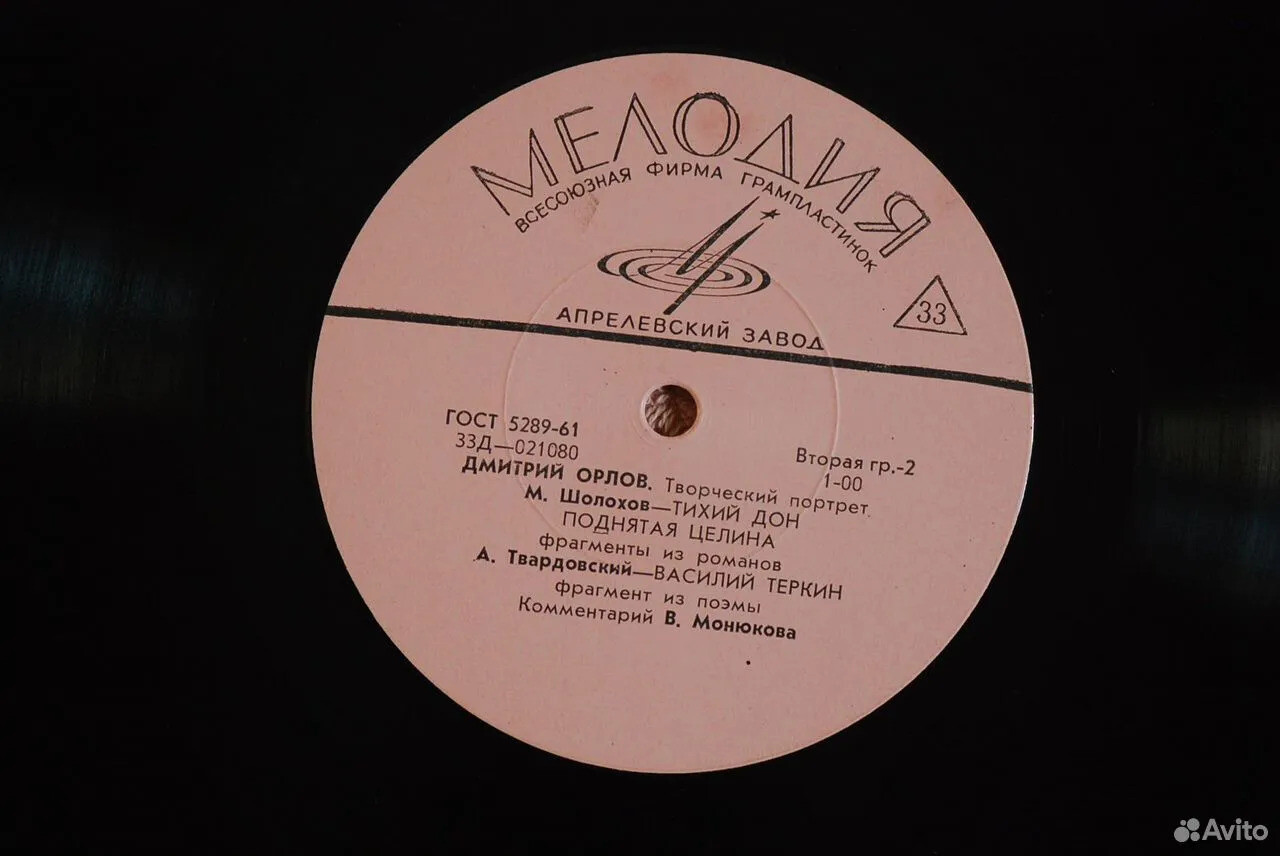 МЕЛОДИЯ
ВСЕСОЮЗНАЯ ФИРМА ГРАМПЛАСТИНОК
33
АПРЕЛЕВСКИЙ ЗАВОД
ГОСТ 5289-61
33Д—021080
Вторая гр.-2
1-00
ДМИТРИЙ ОРЛОВ. Творческий портрет.
М. Шолохов—ТИХИЙ ДОН
ПОДНЯТАЯ ЦЕЛИНА
фрагменты из романов
А. Твардовский—ВАСИЛИЙ ТЕРКИН
фрагмент из поэмы
Комментарий В. Монюкова
Avito